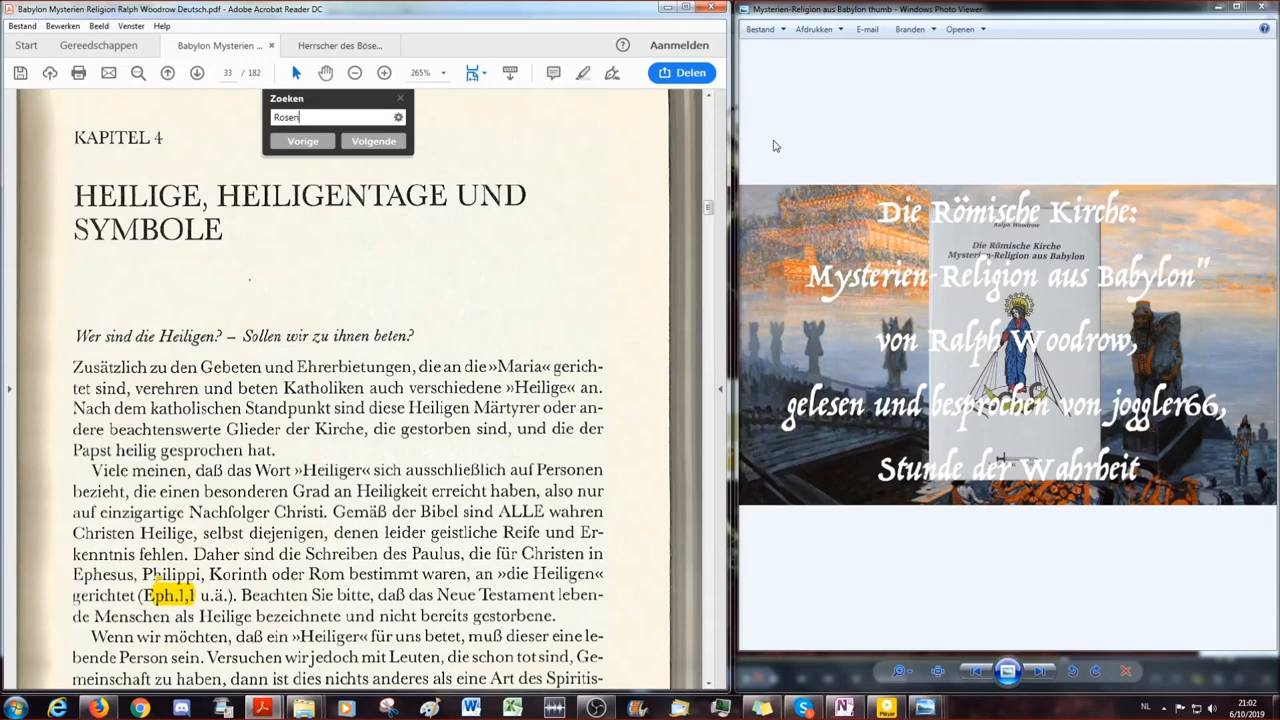 Babylon Mysterien Religion Ralph Woodrow Deutsch.pdf - Adobe Acrobat Reader DC
Bestand Bewerken Beeld Venster Help
Start Gereedschappen Babylon Mysterien ... × Herrscher des Böse... Anmelden
33 / 182 265% Delen
Zoeken
Rosen
Vorige Volgende
KAPITEL 4
HEILIGE, HEILIGENTAGE UND
SYMBOLE
Wer sind die Heiligen? – Sollen wir zu ihnen beten?
Zusätzlich zu den Gebeten und Ehrerbietungen, die an die »Maria« gerich-
tet sind, verehren und beten Katholiken auch verschiedene »Heilige« an.
Nach dem katholischen Standpunkt sind diese Heiligen Märtyrer oder an-
dere beachtenswerte Glieder der Kirche, die gestorben sind, und die der
Papst heilig gesprochen hat.
Viele meinen, daß das Wort »Heiliger« sich ausschließlich auf Personen
bezieht, die einen besonderen Grad an Heiligkeit erreicht haben, also nur
auf einzigartige Nachfolger Christi. Gemäß der Bibel sind ALLE wahren
Christen Heilige, selbst diejenigen, denen leider geistliche Reife und Er-
kenntnis fehlen. Daher sind die Schreiben des Paulus, die für Christen in
Ephesus, Philippi, Korinth oder Rom bestimmt waren, an »die Heiligen«
gerichtet (Eph.1,1 u.ä.). Beachten Sie bitte, daß das Neue Testament leben-
de Menschen als Heilige bezeichnete und nicht bereits gestorbene.
Wenn wir möchten, daß ein »Heiliger« für uns betet, muß dieser eine le-
bende Person sein. Versuchen wir jedoch mit Leuten, die schon tot sind, Ge-
meinschaft zu haben, dann ist dies nichts anderes als eine Art des Spiritis-
Mysterien-Religion aus Babylon thumb - Windows Photo Viewer
Bestand Afdrukken E-mail Branden Openen
Die Römische Kirche:
Ralph Woodrow
Die Römische Kirche
Mysterien-Religion aus Babylon
Mysterien-Religion aus Babylon"
von Ralph Woodrow,
gelesen und besprochen von joggler66,
Stunde der Wahrheit
NL 21:02
6/10/2019